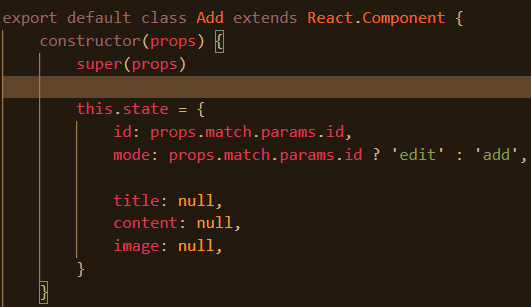 export default class Add extends React.Component {
constructor(props) {
super(props)
this.state = {
id: props.match.params.id,
mode: props.match.params.id ? 'edit' : 'add',
title: null,
content: null,
image: null,
}
}